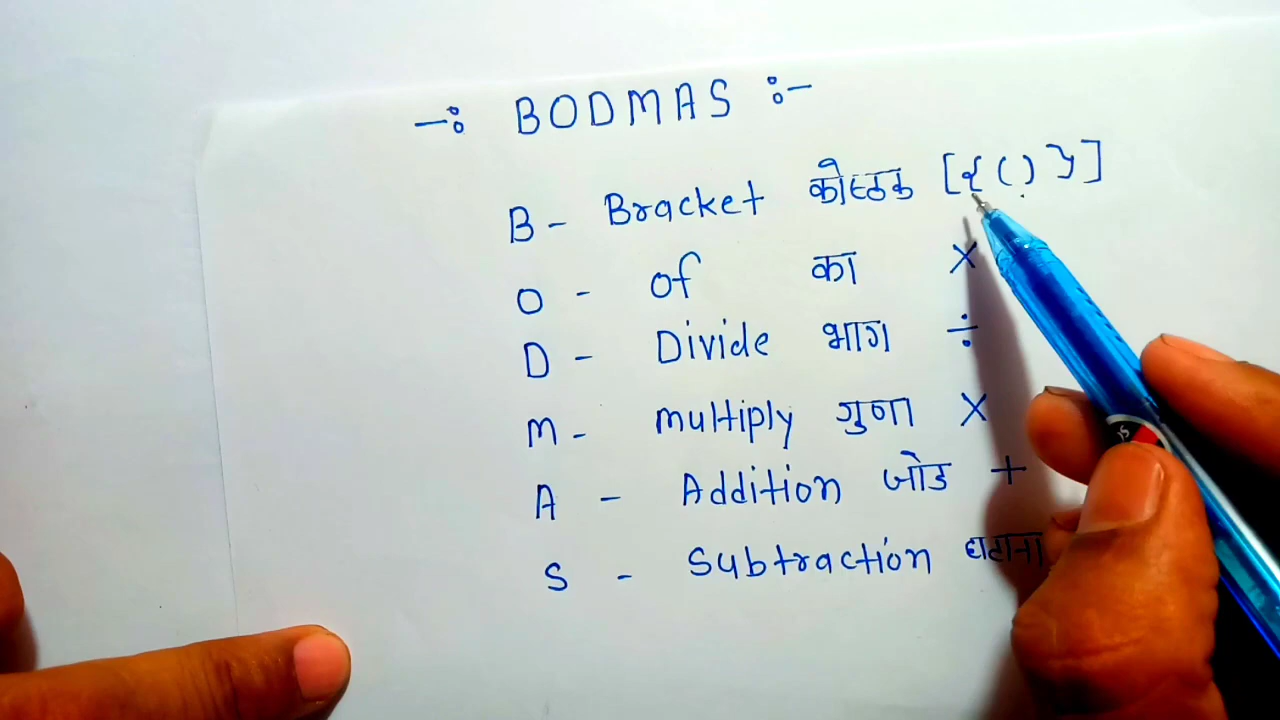 -: BODMAS :-
B - Bracket कोष्ठक [{()}]
O - of का ×
D - Divide भाग ÷
M - multiply गुणा ×
A - Addition जोड +
S - Subtraction घटाना